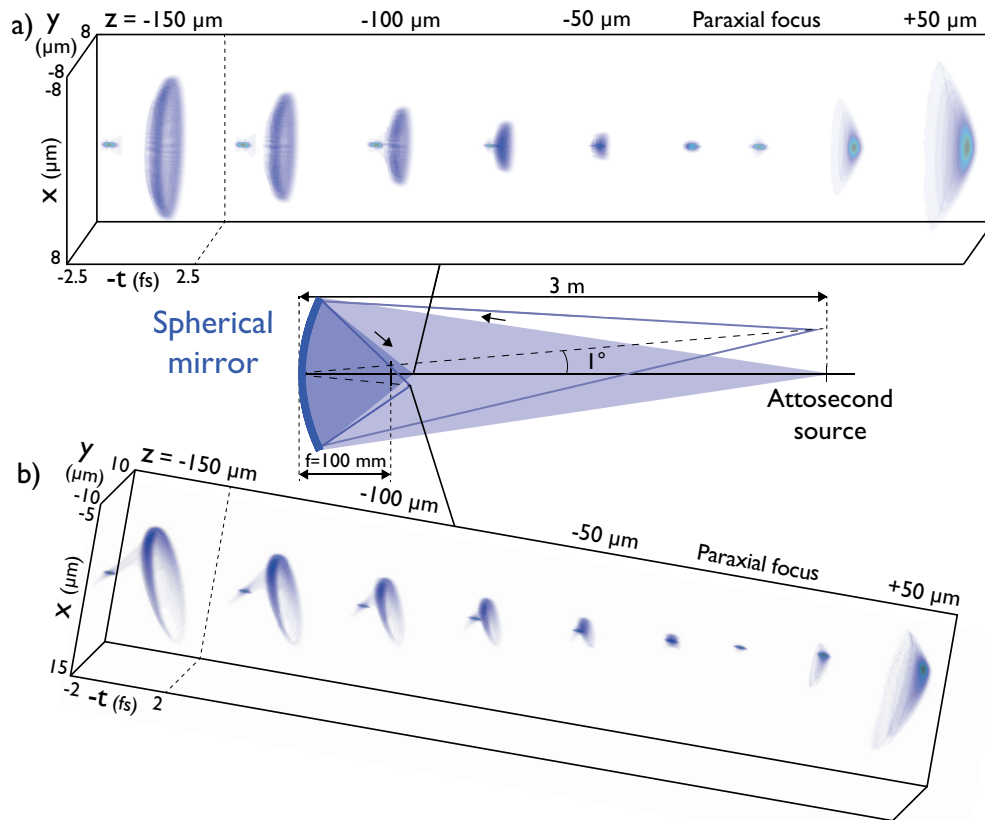 a)
y
(µm)
z = -150 µm
-100 µm
-50 µm
Paraxial focus
+50 µm
8
-8
-8
x (µm)
8
-2.5
-t (fs)
2.5
3 m
Spherical
mirror
1°
Attosecond
source
f=100 mm
b)
y
(µm)
10
z = -150 µm
-100 µm
-50 µm
Paraxial focus
+50 µm
-10
-5
x (µm)
15
-2
-t (fs)
2